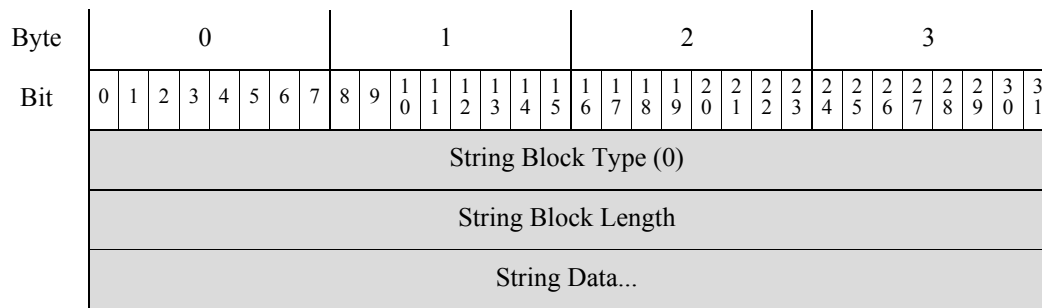 Byte 0 1 2 3
Bit 0 1 2 3 4 5 6 7 8 9 10 11 12 13 14 15 16 17 18 19 20 21 22 23 24 25 26 27 28 29 30 31
String Block Type (0)
String Block Length
String Data...